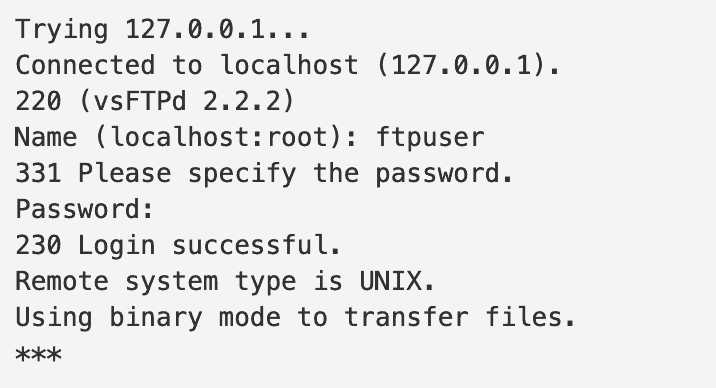 Trying 127.0.0.1...
Connected to localhost (127.0.0.1).
220 (vsFTPd 2.2.2)
Name (localhost:root): ftpuser
331 Please specify the password.
Password:
230 Login successful.
Remote system type is UNIX.
Using binary mode to transfer files.
***